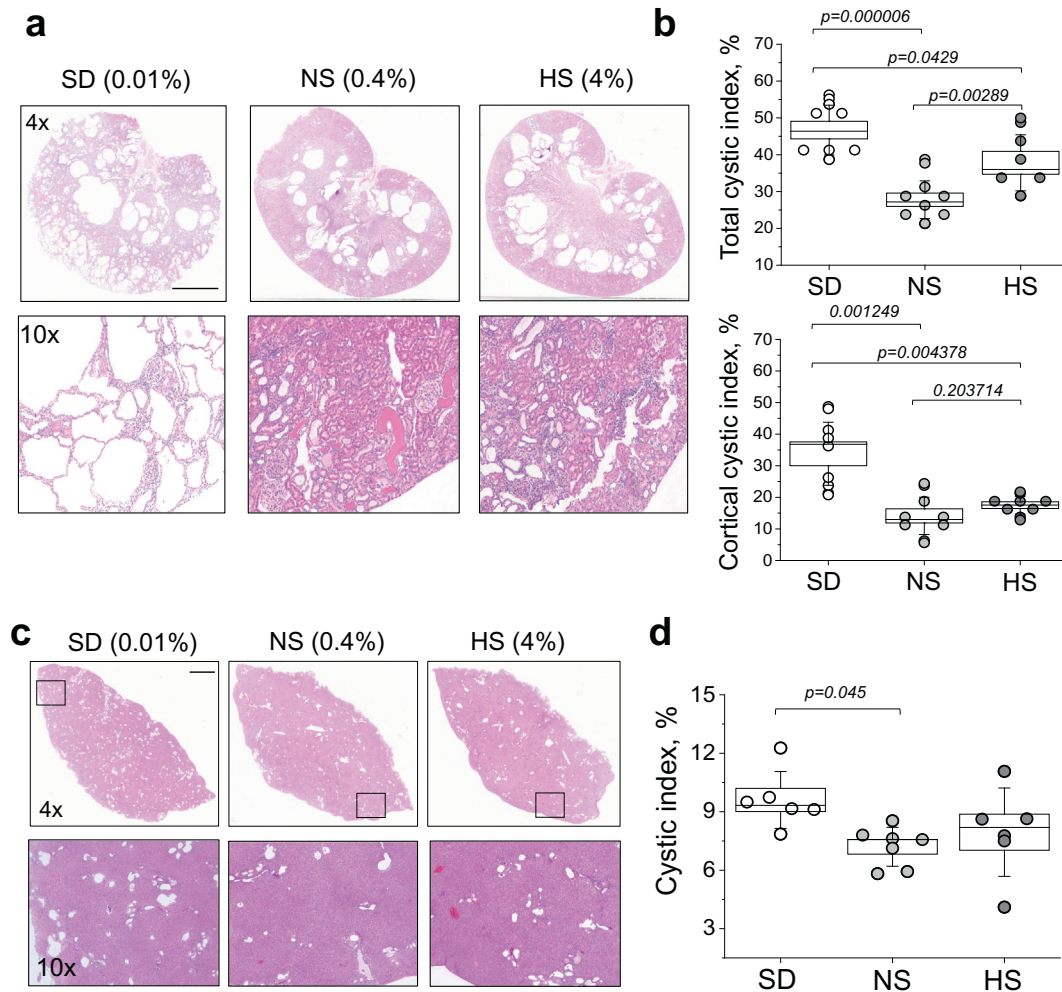 a
SD (0.01%)
NS (0.4%)
HS (4%)
4x
10x
b
p=0.000006
p=0.0429
p=0.00289
Total cystic index, %
70
60
50
40
30
20
10
SD
NS
HS
0.001249
p=0.004378
0.203714
Cortical cystic index, %
70
60
50
40
30
20
10
0
SD
NS
HS
c
SD (0.01%)
NS (0.4%)
HS (4%)
4x
10x
d
p=0.045
Cystic index, %
15
12
9
6
3
SD
NS
HS